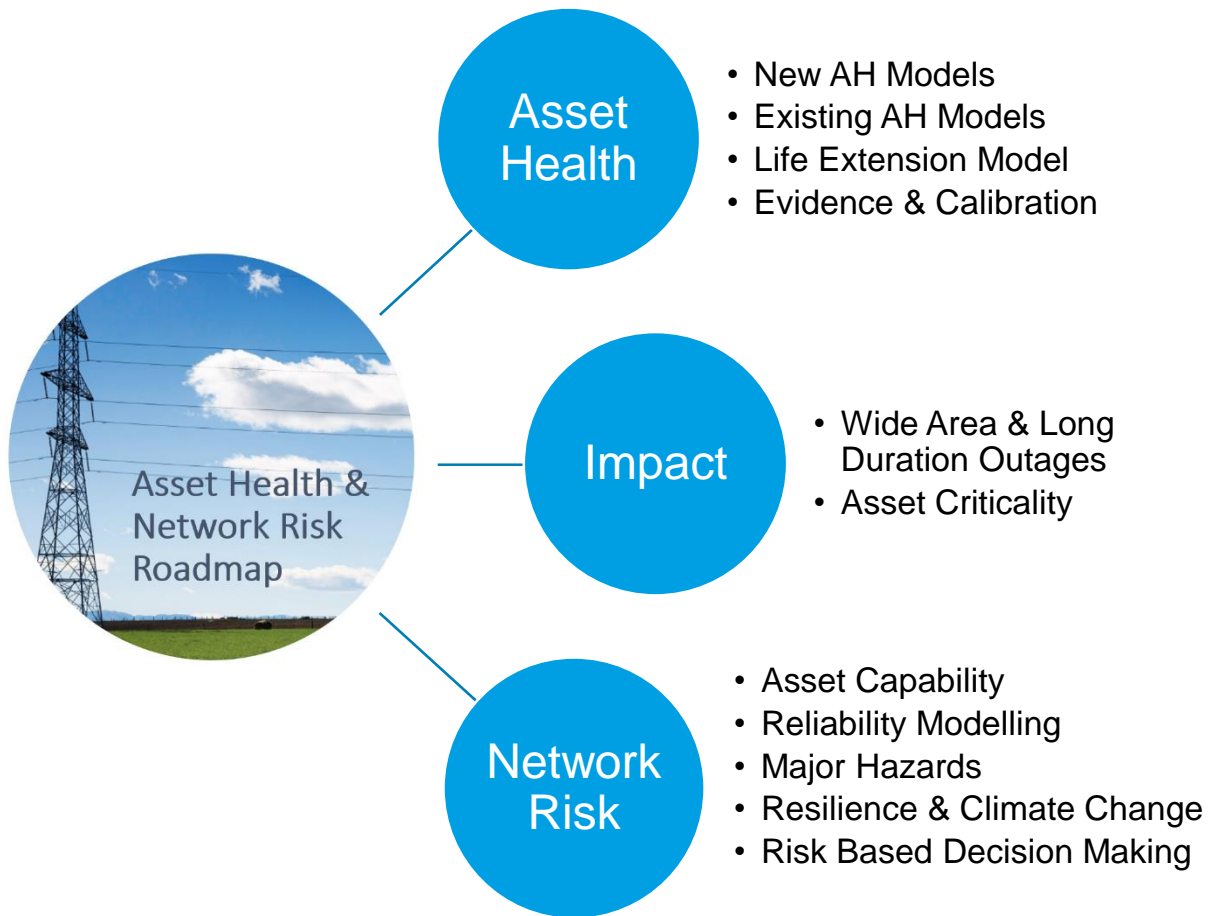 Asset Health & Network Risk Roadmap
Asset
Health
• New AH Models
• Existing AH Models
• Life Extension Model
• Evidence & Calibration
Impact
• Wide Area & Long
Duration Outages
• Asset Criticality
Network
Risk
• Asset Capability
• Reliability Modelling
• Major Hazards
• Resilience & Climate Change
• Risk Based Decision Making